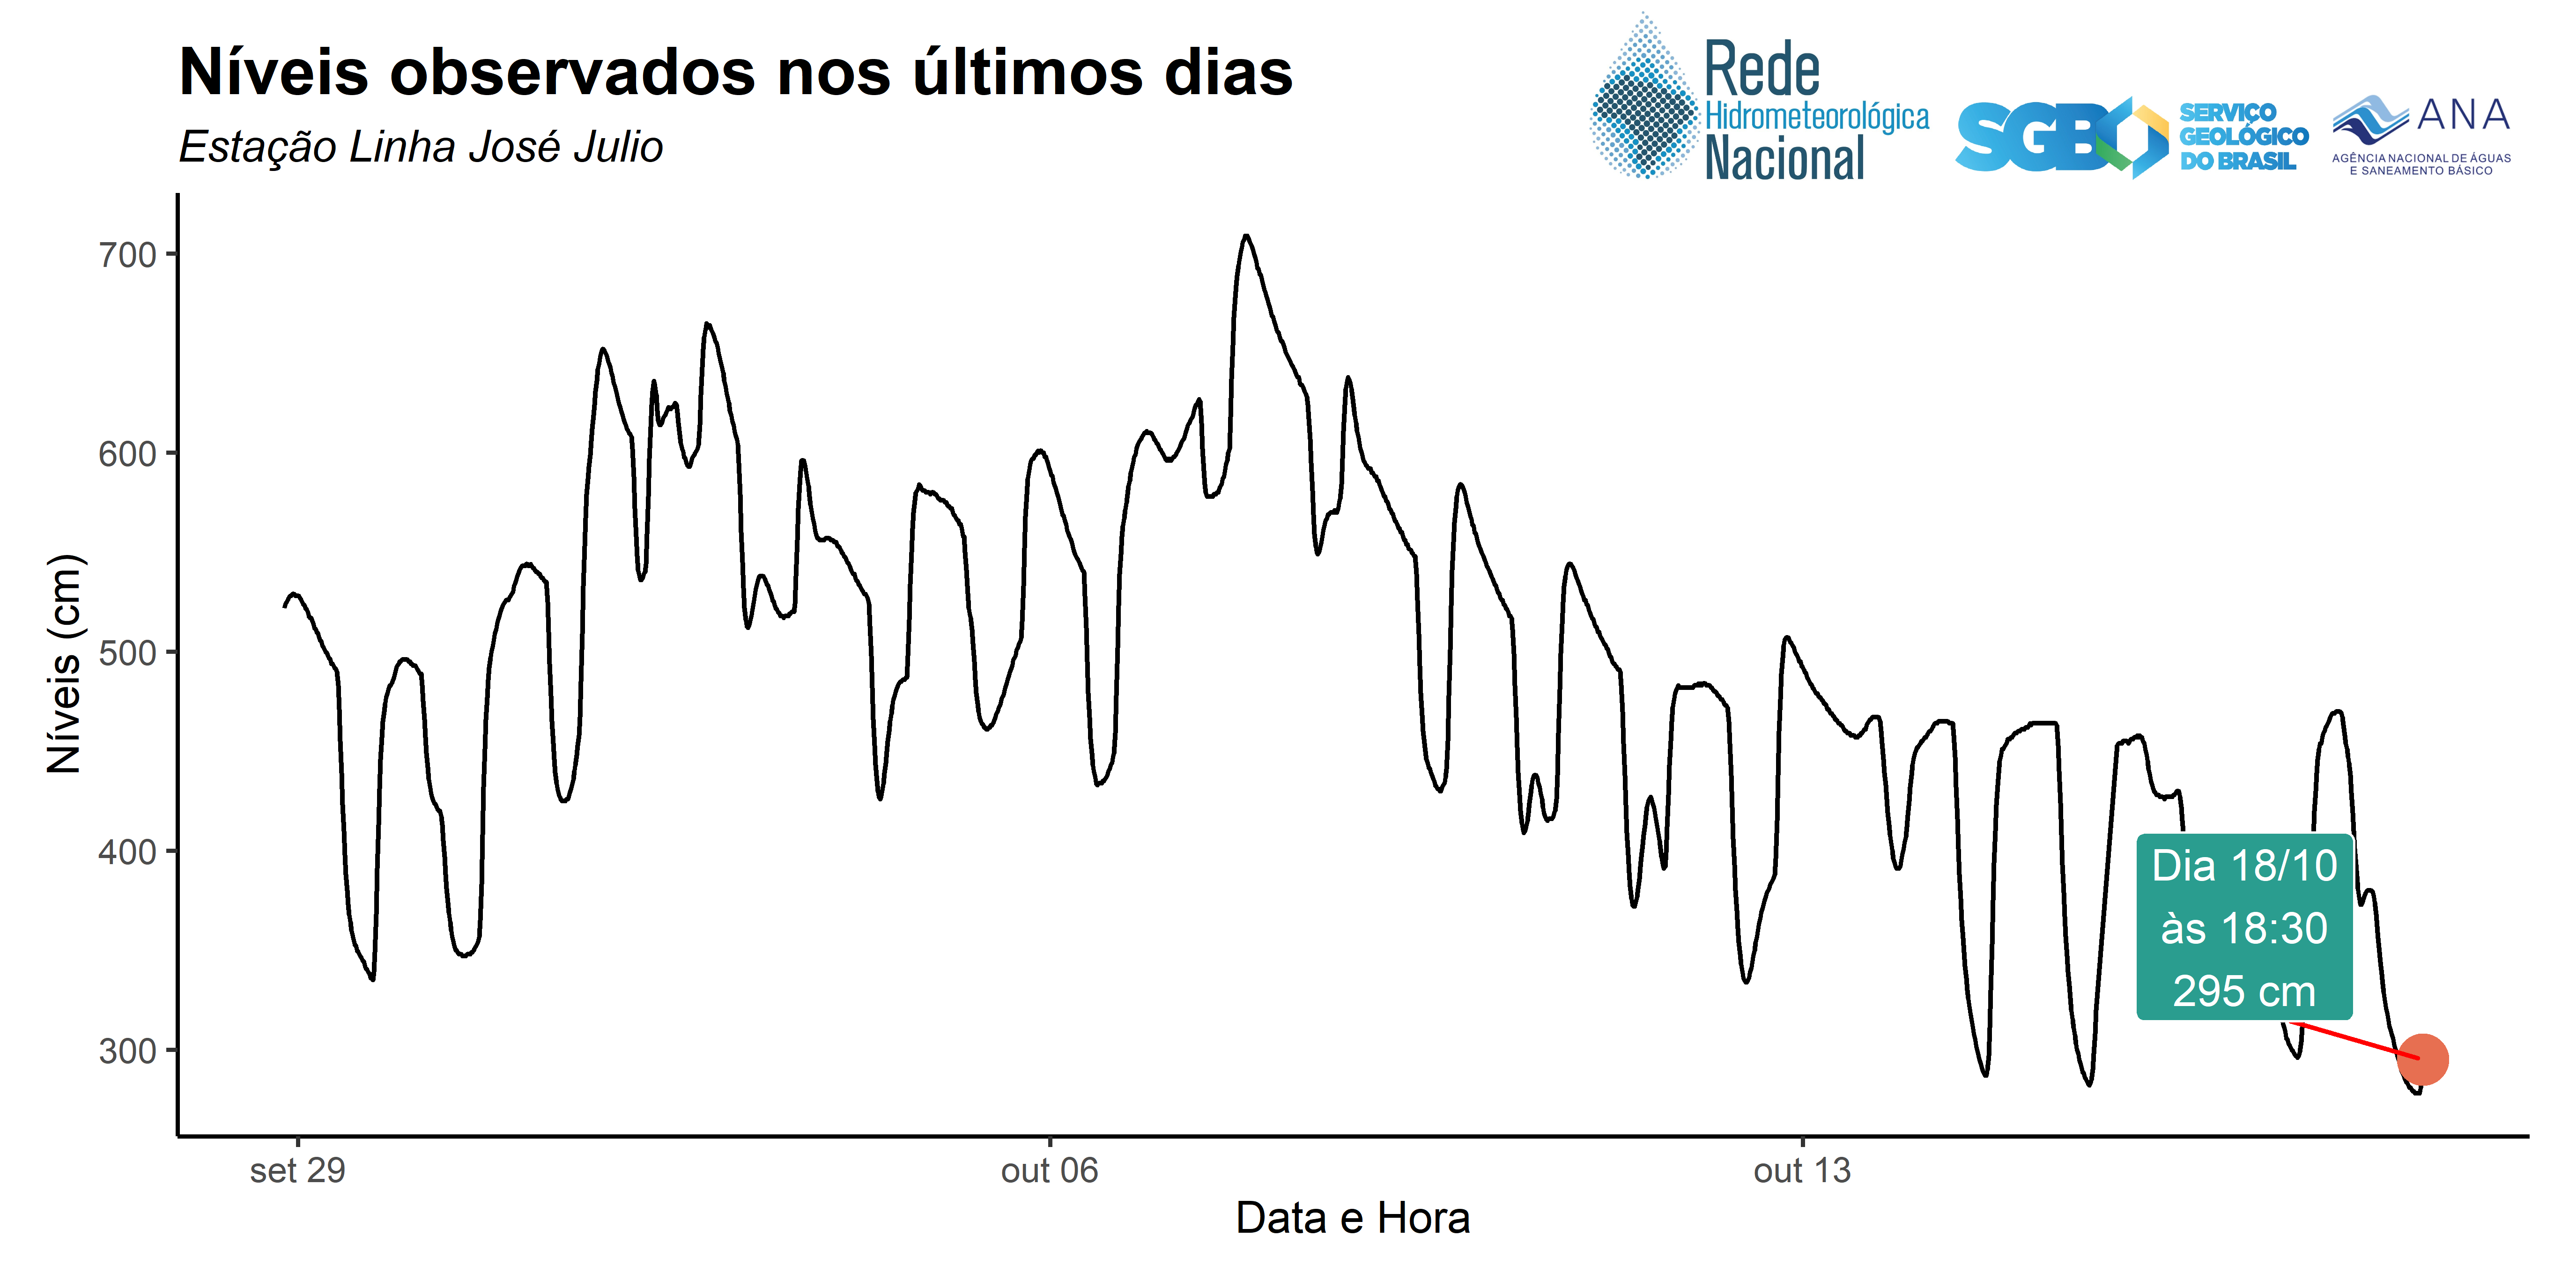 Níveis observados nos últimos dias
Estação Linha José Julio
Rede
Hidrometeorológica
Nacional
SGB
SERVIÇO
GEOLÓGICO
DO BRASIL
ANA
AGÊNCIA NACIONAL DE ÁGUAS
E SANEAMENTO BÁSICO
Níveis (cm)
700
600
500
400
300
Dia 18/10
às 18:30
295 cm
set 29
out 06
out 13
Data e Hora